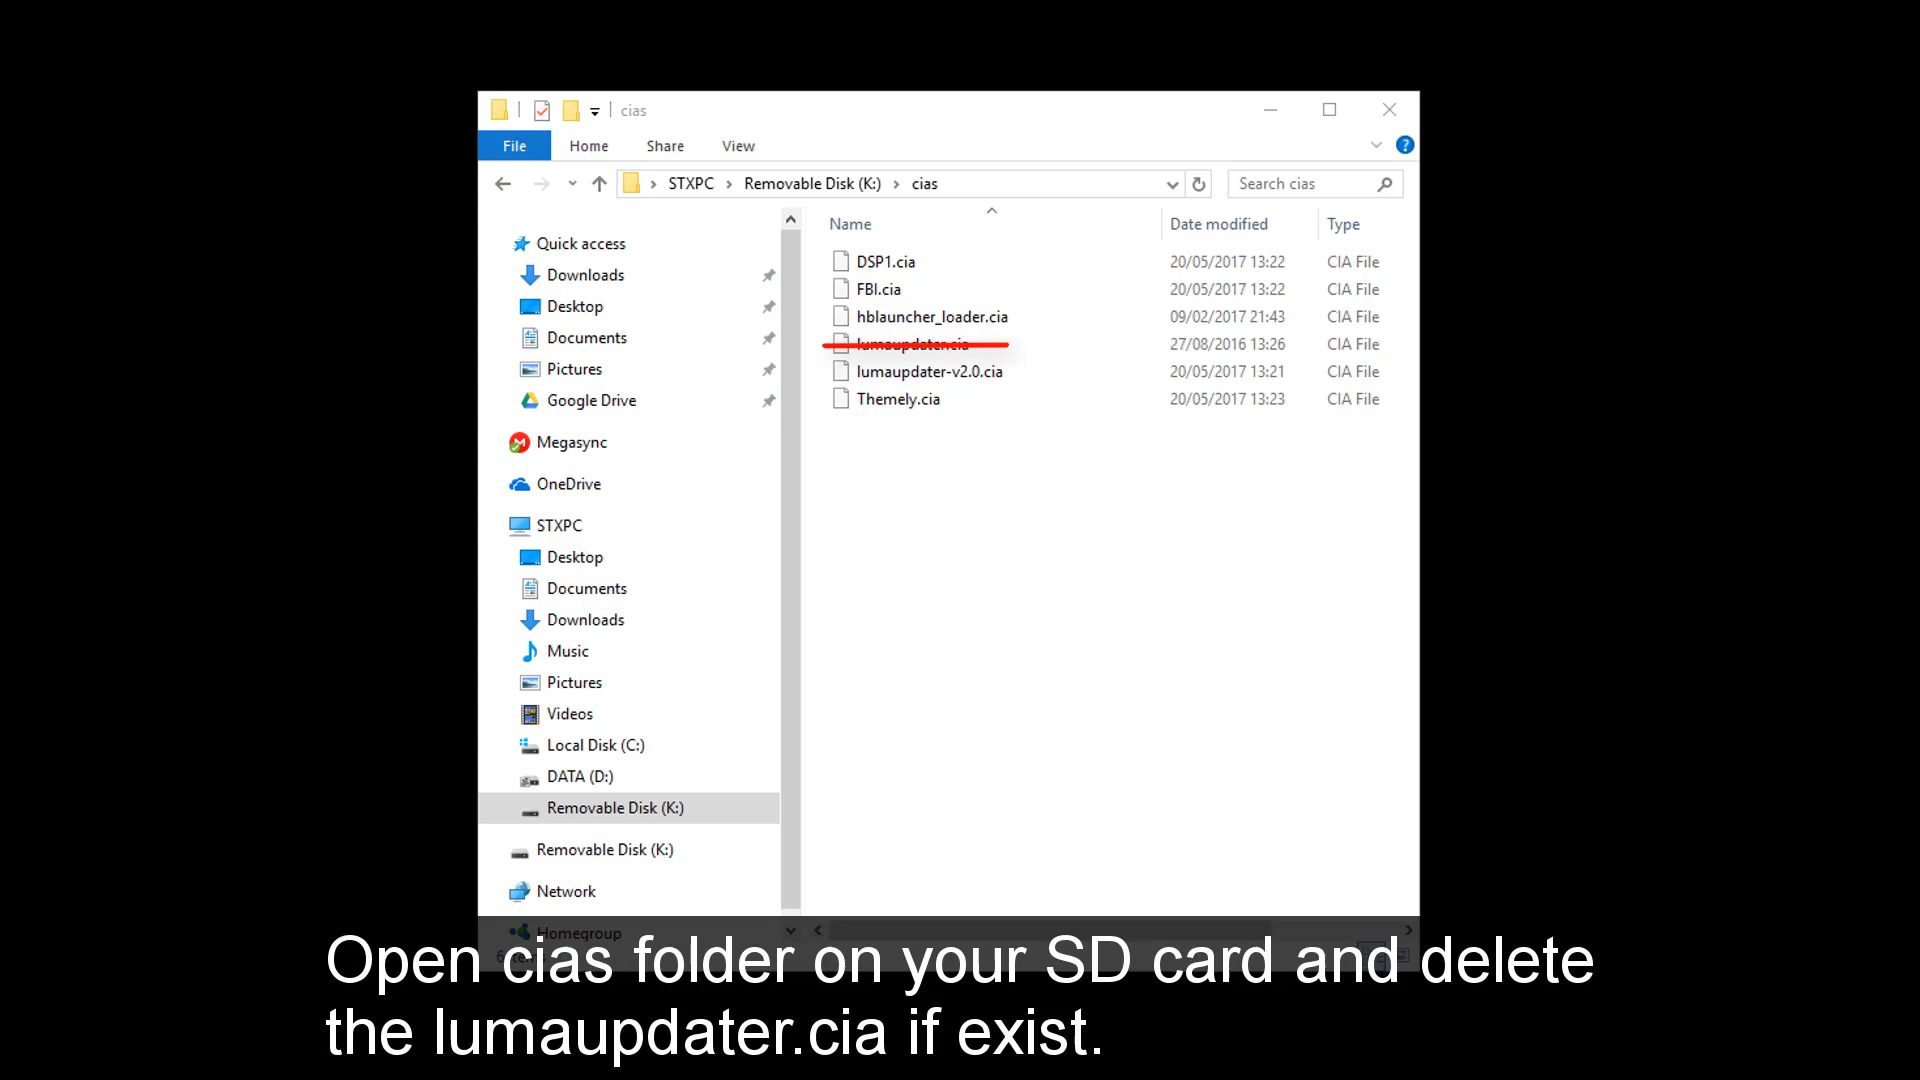 cias
File Home Share View
STXPC Removable Disk (K:) cias
Search cias
Name Date modified Type
Quick access
Downloads
Desktop
Documents
Pictures
Google Drive
Megasync
OneDrive
STXPC
Desktop
Documents
Downloads
Music
Pictures
Videos
Local Disk (C:)
DATA (D:)
Removable Disk (K:)
Removable Disk (K:)
Network
Homegroup
DSP1.cia 20/05/2017 13:22 CIA File
FBI.cia 20/05/2017 13:22 CIA File
hblauncher_loader.cia 09/02/2017 21:43 CIA File
lumaupdater.cia 27/08/2016 13:26 CIA File
lumaupdater-v2.0.cia 20/05/2017 13:21 CIA File
Themely.cia 20/05/2017 13:23 CIA File
Open cias folder on your SD card and delete
the lumaupdater.cia if exist.